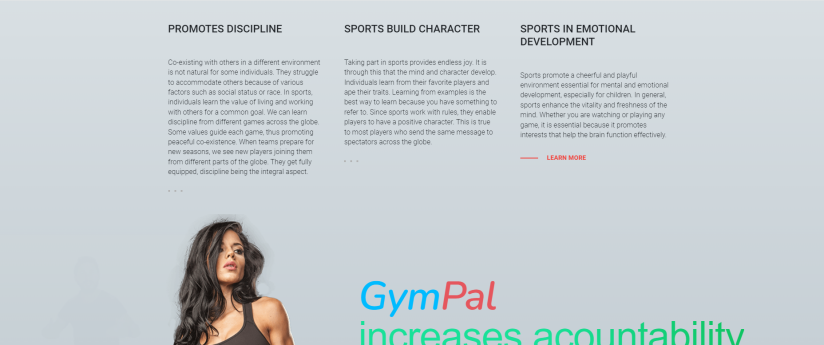 PROMOTES DISCIPLINE
Co-existing with others in a different environment
is not natural for some individuals. They struggle
to accommodate others because of various
factors such as social status or race. In sports,
individuals learn the value of living and working
with others for a common goal. We can learn
discipline from different games across the globe.
Some values guide each game, thus promoting
peaceful co-existence. When teams prepare for
new seasons, we see new players joining them
from different parts of the globe. They get fully
equipped, discipline being the integral aspect.
SPORTS BUILD CHARACTER
Taking part in sports provides endless joy. It is
through this that the mind and character develop.
Individuals learn from their favorite players and
ape their traits. Learning from examples is the
best way to learn because you have something to
refer to. Since sports work with rules, they enable
players to have a positive character. This is true
to most players who send the same message to
spectators across the globe.
SPORTS IN EMOTIONAL
DEVELOPMENT
Sports promote a cheerful and playful
environment essential for mental and emotional
development, especially for children. In general,
sports enhance the vitality and freshness of the
mind. Whether you are watching or playing any
game, it is essential because it promotes
interests that help the brain function effectively.
LEARN MORE
GymPal
increases acountability